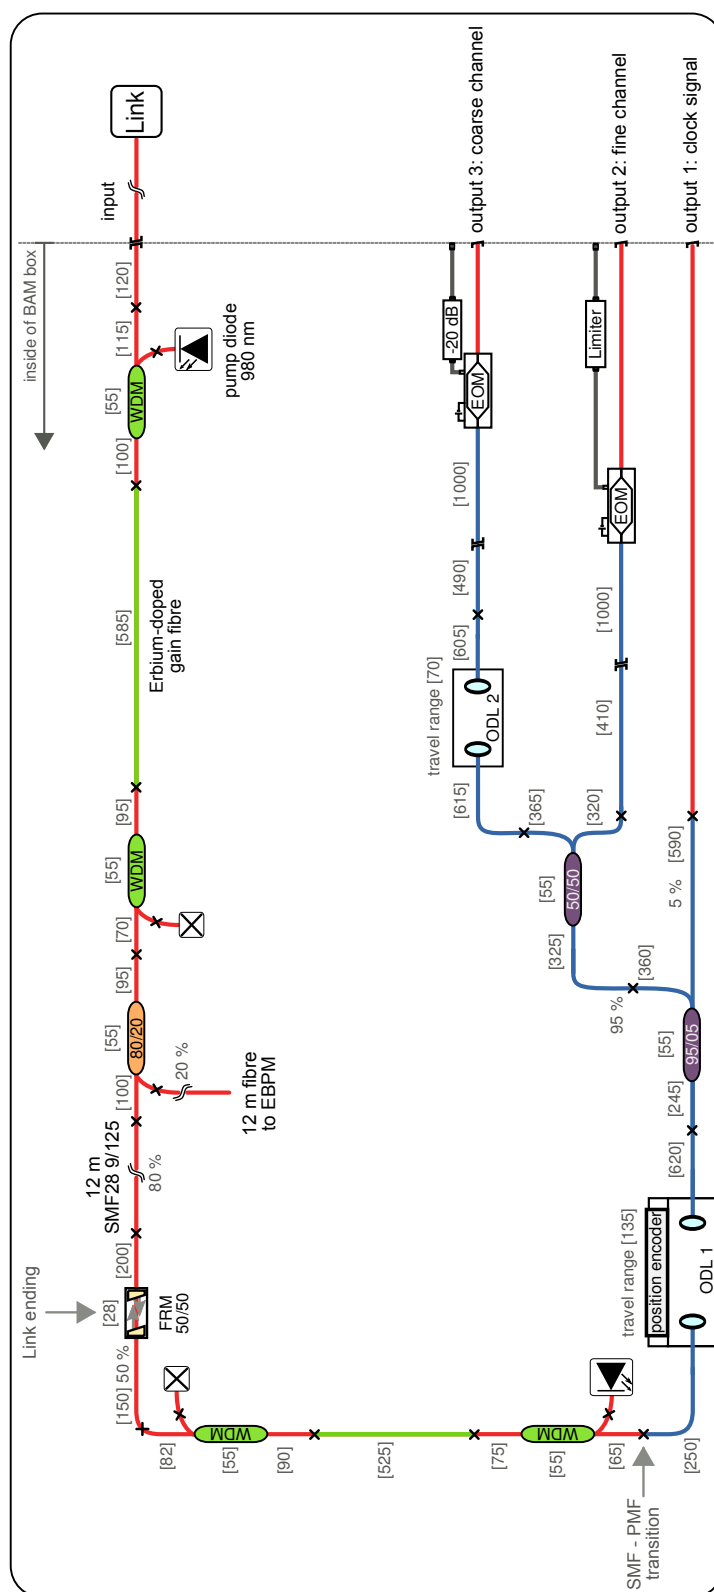 Link ending
[150]
50 %
[28]
FRM
50/50
[200]
12 m
SMF28 9/125
80 %
[100]
20 %
12 m fibre
to EBPM
[55]
80/20
[95]
[70]
[55]
WDM
[95]
[585]
Erbium-doped
gain fibre
[100]
[55]
WDM
[115]
pump diode
980 nm
[120]
inside of BAM box
input
Link
[82]
[55]
WDM
[90]
[525]
[75]
[55]
WDM
[65]
SMF - PMF
transition
[250]
travel range [135]
position encoder
ODL 1
[620]
[245]
[55]
95/05
95 %
[360]
5 %
[590]
[325]
[55]
50/50
[365]
[320]
[615]
travel range [70]
ODL 2
[605]
[490]
[1000]
EOM
-20 dB
output 3: coarse channel
[410]
[1000]
EOM
Limiter
output 2: fine channel
output 1: clock signal